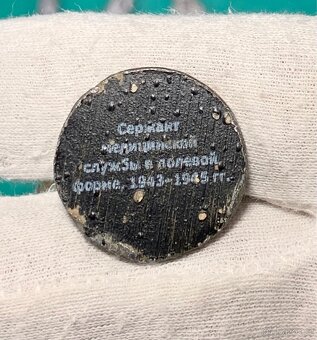 Сержант
медицинской
службы в полевой
форме, 1943-1945 гг.